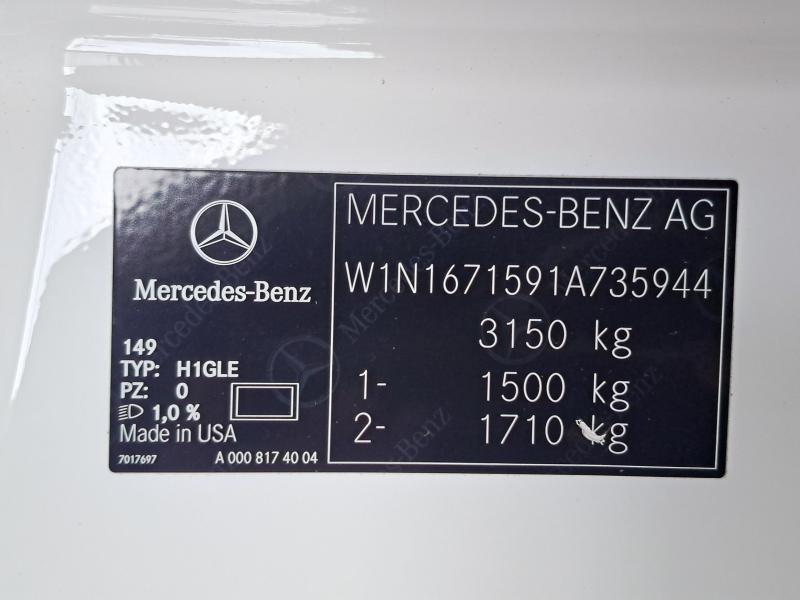 Mercedes-Benz
149
TYP: H1GLE
PZ: 0
1,0 %
Made in USA
7017697
A 000 817 40 04
MERCEDES-BENZ AG
W1N1671591A735944
3150 kg
1- 1500 kg
2- 1710 kg